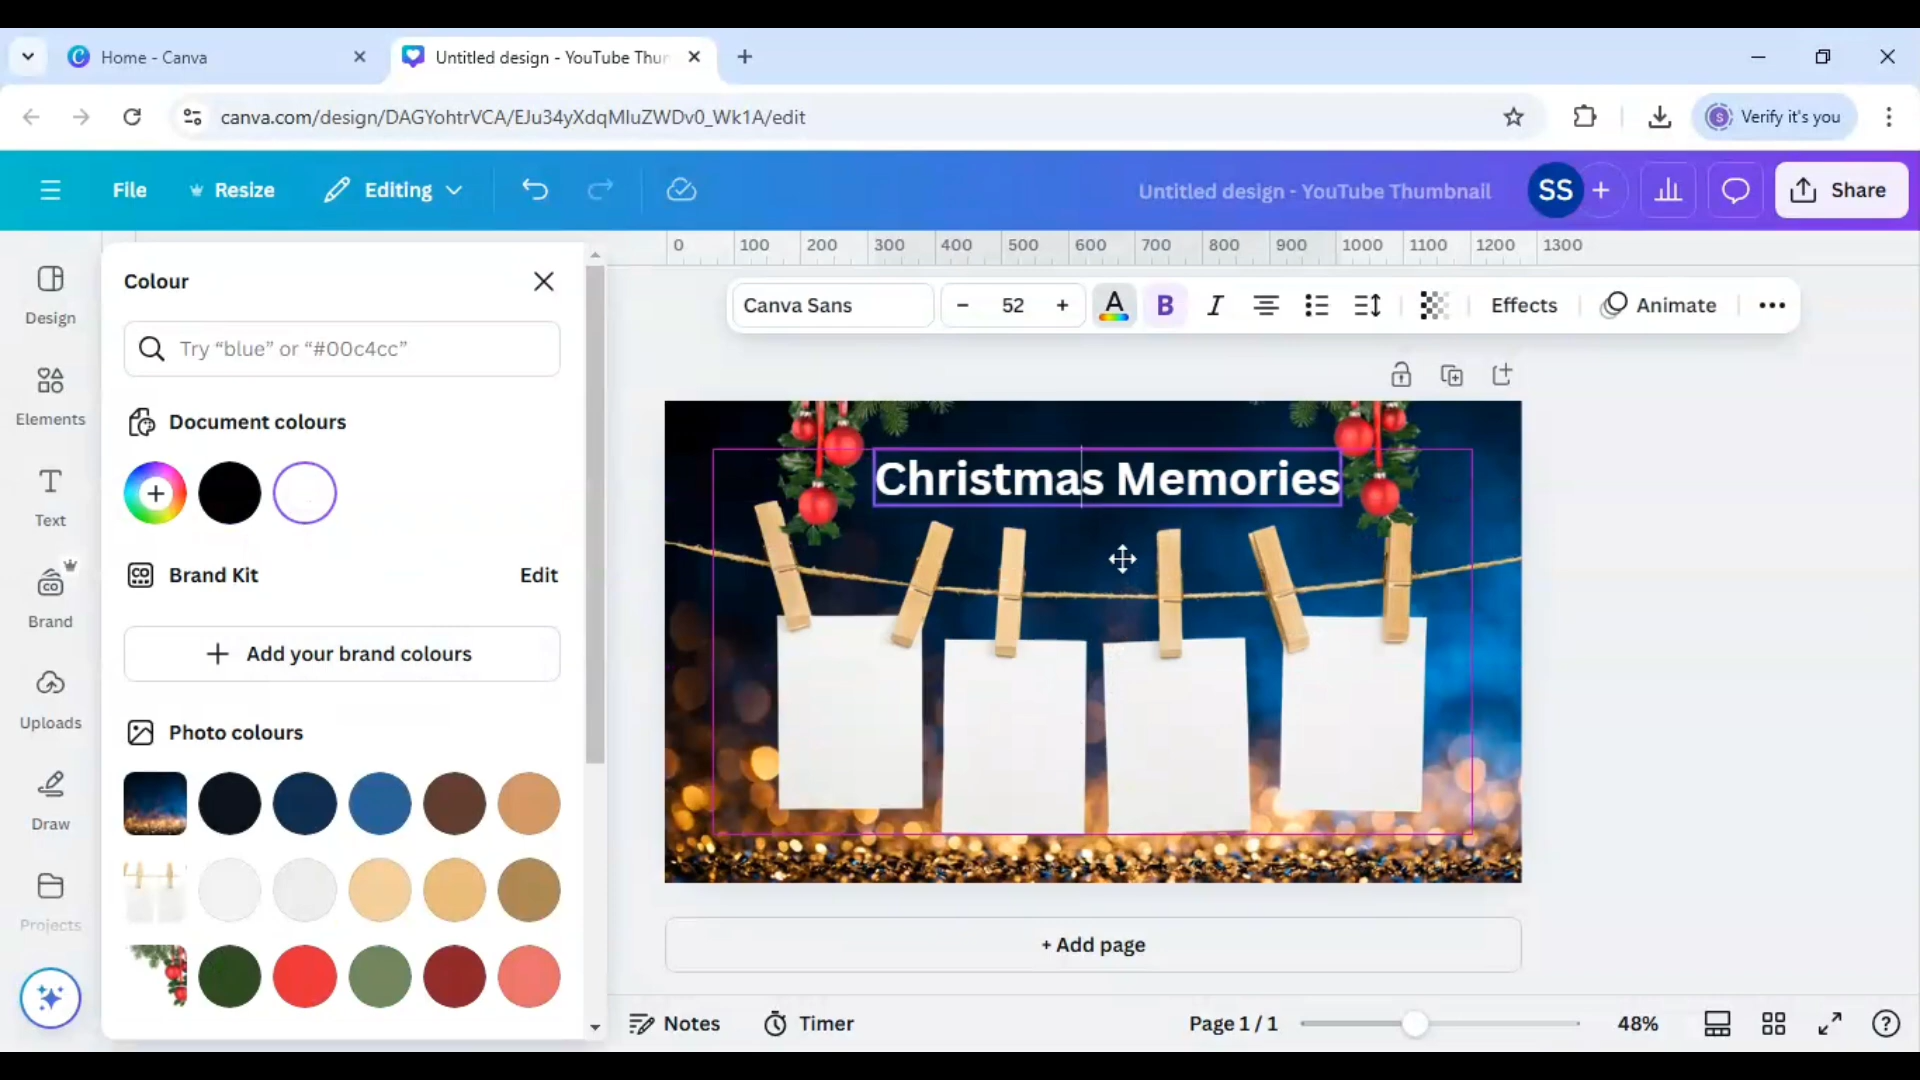 Home - Canva
Untitled design - YouTube Thur
canva.com/design/DAGYohtrVCA/EJu34yXdqMluZWDv0_Wk1A/edit
Verify it's you
File
Resize
Editing
Untitled design - YouTube Thumbnail
SS
Share
0 100 200 300 400 500 600 700 800 900 1000 1100 1200 1300
Design
Elements
Text
Brand
Uploads
Draw
Projects
Colour
Try “blue” or “#00c4cc”
Document colours
Brand Kit
Edit
Add your brand colours
Photo colours
Canva Sans
52
A
B
I
Effects
Animate
Christmas Memories
+ Add page
Notes
Timer
Page 1 / 1
48%